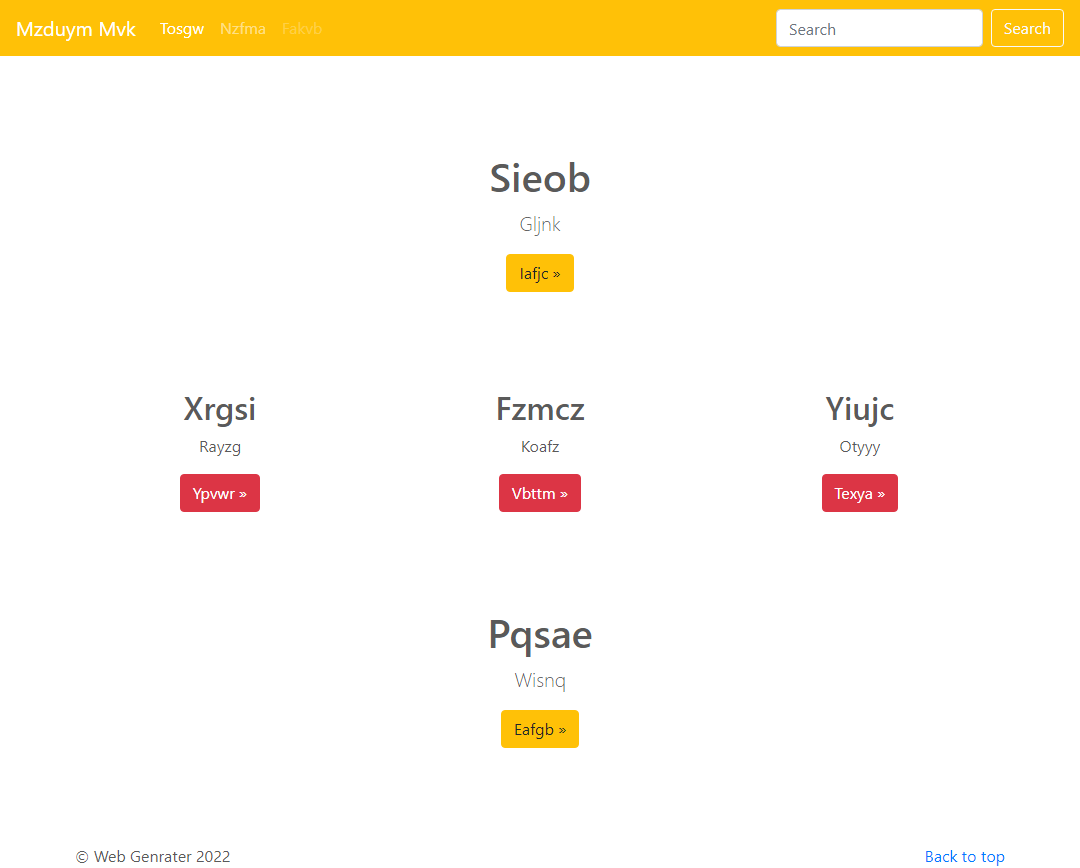 Mzduym Mvk Tosgw Nzfma Fakvb Search Search
Sieob
Gljnk
Iafjc »
Xrgsi Fzmcz Yiujc
Rayzg Koafz Otyyy
Ypvwr » Vbttm » Texya »
Pqsae
Wisnq
Eafgb »
© Web Genrater 2022 Back to top